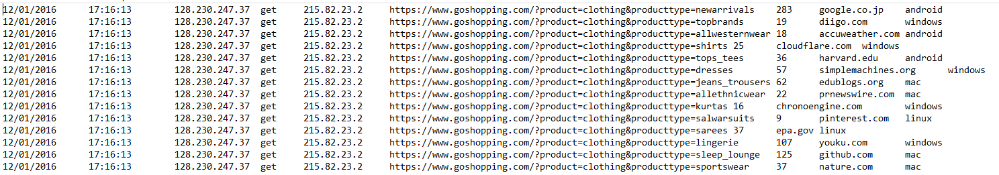 12/01/2016 17:16:13 128.230.247.37 get 215.82.23.2 https://www.goshopping.com/?product=clothing&producttype=newarrivals 283 google.co.jp android
12/01/2016 17:16:13 128.230.247.37 get 215.82.23.2 https://www.goshopping.com/?product=clothing&producttype=topbrands 19 diigo.com windows
12/01/2016 17:16:13 128.230.247.37 get 215.82.23.2 https://www.goshopping.com/?product=clothing&producttype=allwesternwear 18 accuweather.com android
12/01/2016 17:16:13 128.230.247.37 get 215.82.23.2 https://www.goshopping.com/?product=clothing&producttype=shirts 25 cloudflare.com windows
12/01/2016 17:16:13 128.230.247.37 get 215.82.23.2 https://www.goshopping.com/?product=clothing&producttype=tops_tees 36 harvard.edu android
12/01/2016 17:16:13 128.230.247.37 get 215.82.23.2 https://www.goshopping.com/?product=clothing&producttype=dresses 57 simplemachines.org windows
12/01/2016 17:16:13 128.230.247.37 get 215.82.23.2 https://www.goshopping.com/?product=clothing&producttype=jeans_trousers 62 edublogs.org mac
12/01/2016 17:16:13 128.230.247.37 get 215.82.23.2 https://www.goshopping.com/?product=clothing&producttype=allethnicwear 22 prnewswire.com mac
12/01/2016 17:16:13 128.230.247.37 get 215.82.23.2 https://www.goshopping.com/?product=clothing&producttype=kurtas 16 chronoengine.com windows
12/01/2016 17:16:13 128.230.247.37 get 215.82.23.2 https://www.goshopping.com/?product=clothing&producttype=salwarsuits 9 pinterest.com linux
12/01/2016 17:16:13 128.230.247.37 get 215.82.23.2 https://www.goshopping.com/?product=clothing&producttype=sarees 37 epa.gov linux
12/01/2016 17:16:13 128.230.247.37 get 215.82.23.2 https://www.goshopping.com/?product=clothing&producttype=lingerie 107 youku.com windows
12/01/2016 17:16:13 128.230.247.37 get 215.82.23.2 https://www.goshopping.com/?product=clothing&producttype=sleep_lounge 125 github.com mac
12/01/2016 17:16:13 128.230.247.37 get 215.82.23.2 https://www.goshopping.com/?product=clothing&producttype=sportswear 37 nature.com mac